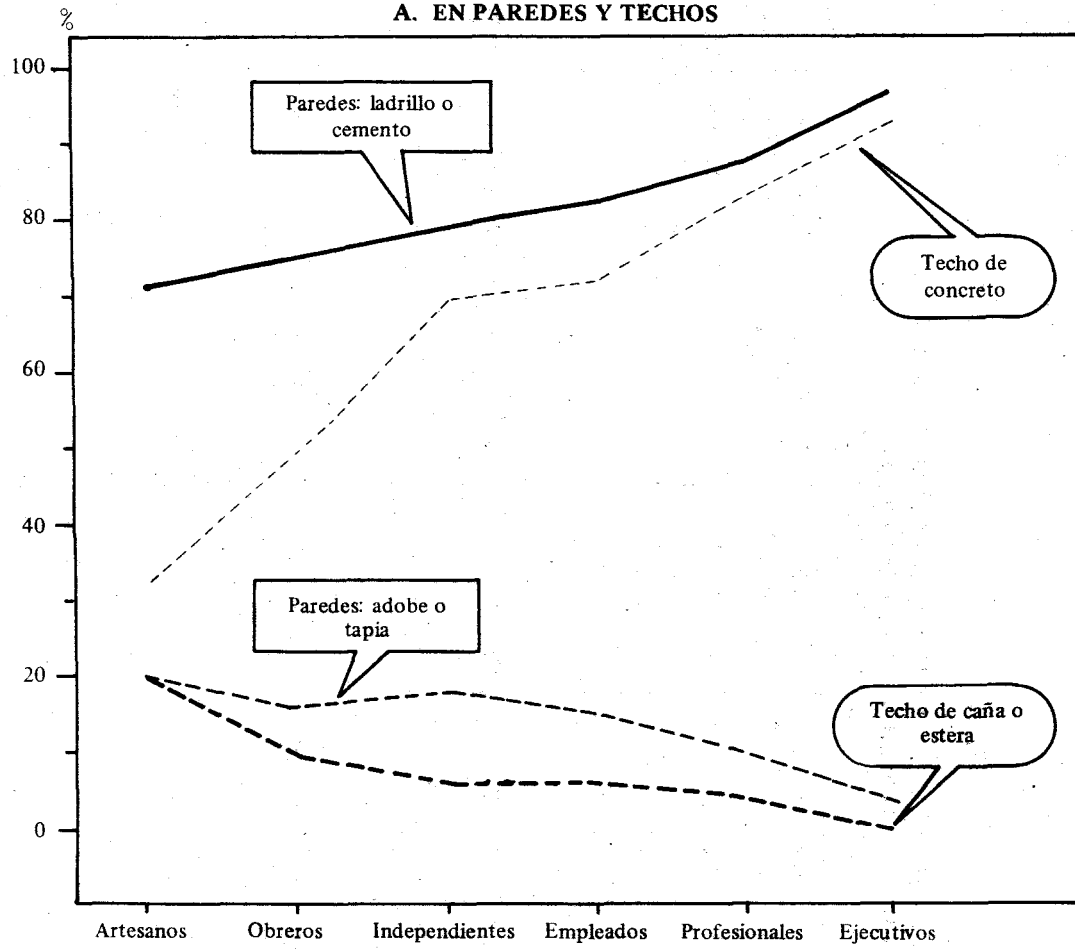 A. EN PAREDES Y TECHOS
%
100
80
60
40
20
0
Paredes: ladrillo o
cemento
Techo de
concreto
Paredes: adobe o
tapia
Techo de caña o
estera
Artesanos Obreros Independientes Empleados Profesionales Ejecutivos